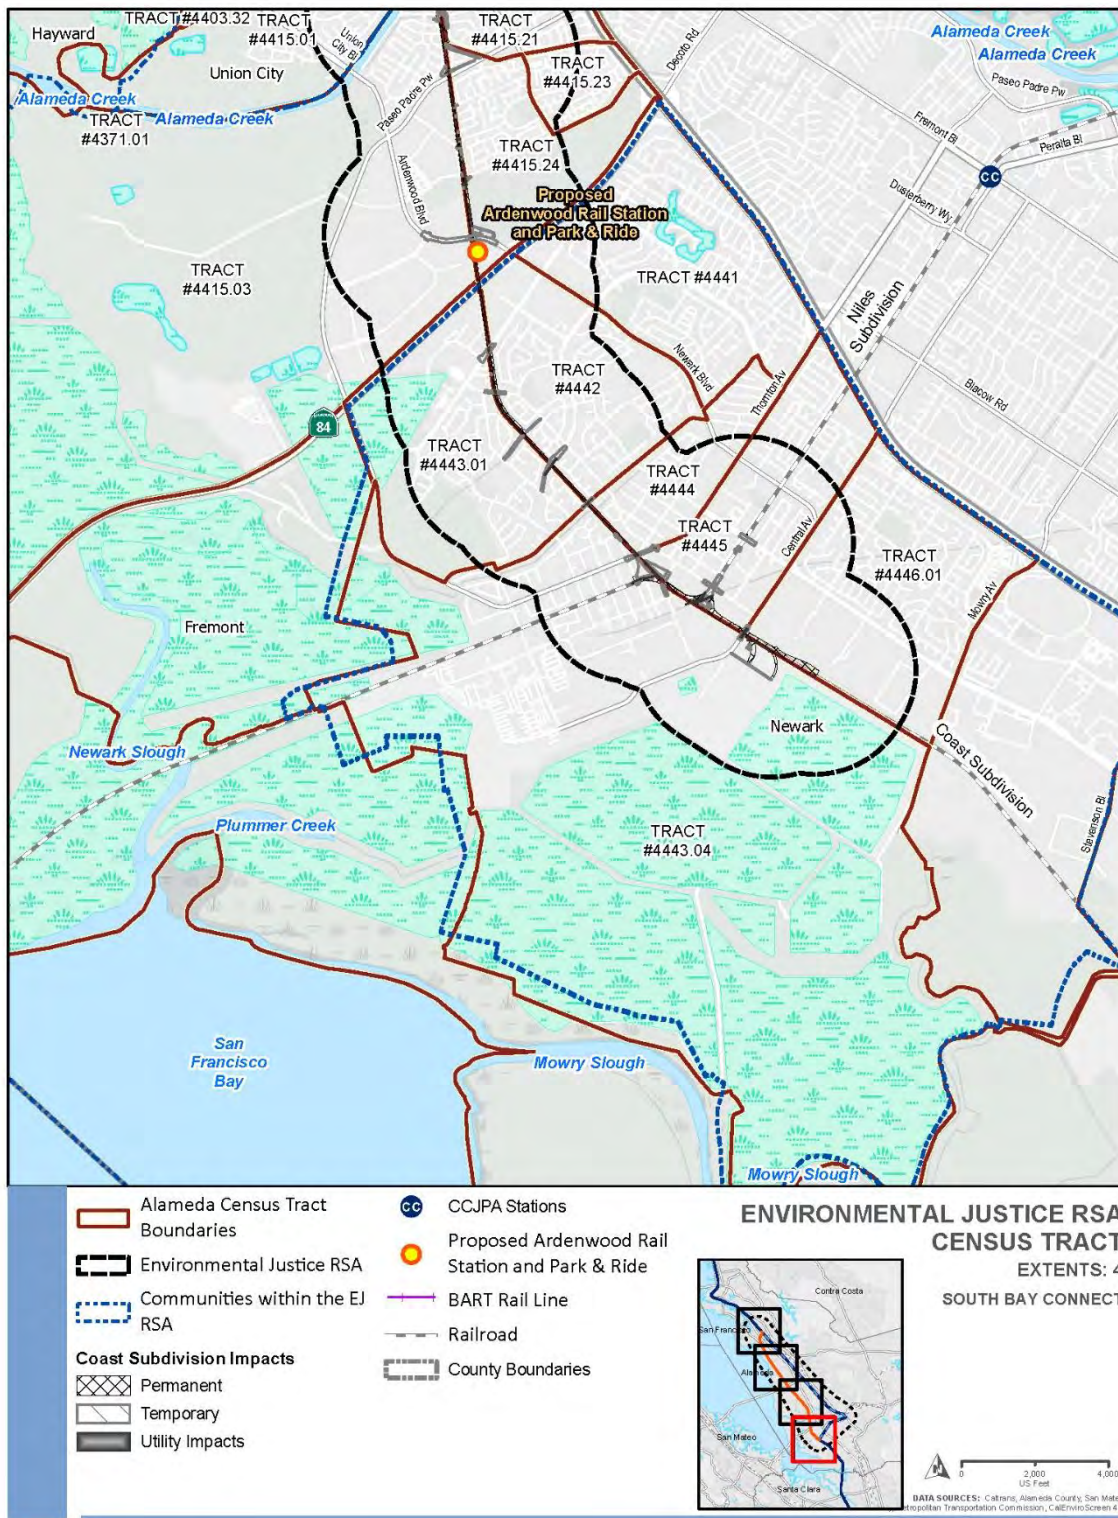 TRACT #4403.32
Hayward
TRACT
#4415.01
TRACT
#4415.21
Union
City Bl
Union City
Decoto Rd
TRACT
#4415.23
Alameda Creek
Alameda Creek
Paseo Padre Pw
Alameda Creek
Alameda Creek
TRACT
#4371.01
Paseo Padre Pw
Fremont Bl
Peralta Bl
CC
TRACT
#4415.24
Ardenwood Blvd
Proposed
Ardenwood Rail Station
and Park & Ride
Dusterberry Wy
TRACT
#4415.03
TRACT #4441
Niles
Subdivision
TRACT
#4442
Newark Blvd
Thornton Av
Blacow Rd
84
TRACT
#4443.01
TRACT
#4444
TRACT
#4445
Central Av
TRACT
#4446.01
Mowry Av
Fremont
Newark
Newark Slough
Coast Subdivision
Stevenson Bl
Plummer Creek
TRACT
#4443.04
San
Francisco
Bay
Mowry Slough
Mowry Slough
Alameda Census Tract
Boundaries
Environmental Justice RSA
Communities within the EJ
RSA
Coast Subdivision Impacts
Permanent
Temporary
Utility Impacts
CC
CCJPA Stations
Proposed Ardenwood Rail
Station and Park & Ride
BART Rail Line
Railroad
County Boundaries
ENVIRONMENTAL JUSTICE RSA
CENSUS TRACT
EXTENTS: 4
SOUTH BAY CONNECT
Contra Costa
San Francisco
Alameda
San Mateo
Santa Clara
0 2,000 4,000
US Feet
DATA SOURCES: Caltrans, Alameda County, San Mate
etropolitan Transportation Commission, CalEnviroScreen 4